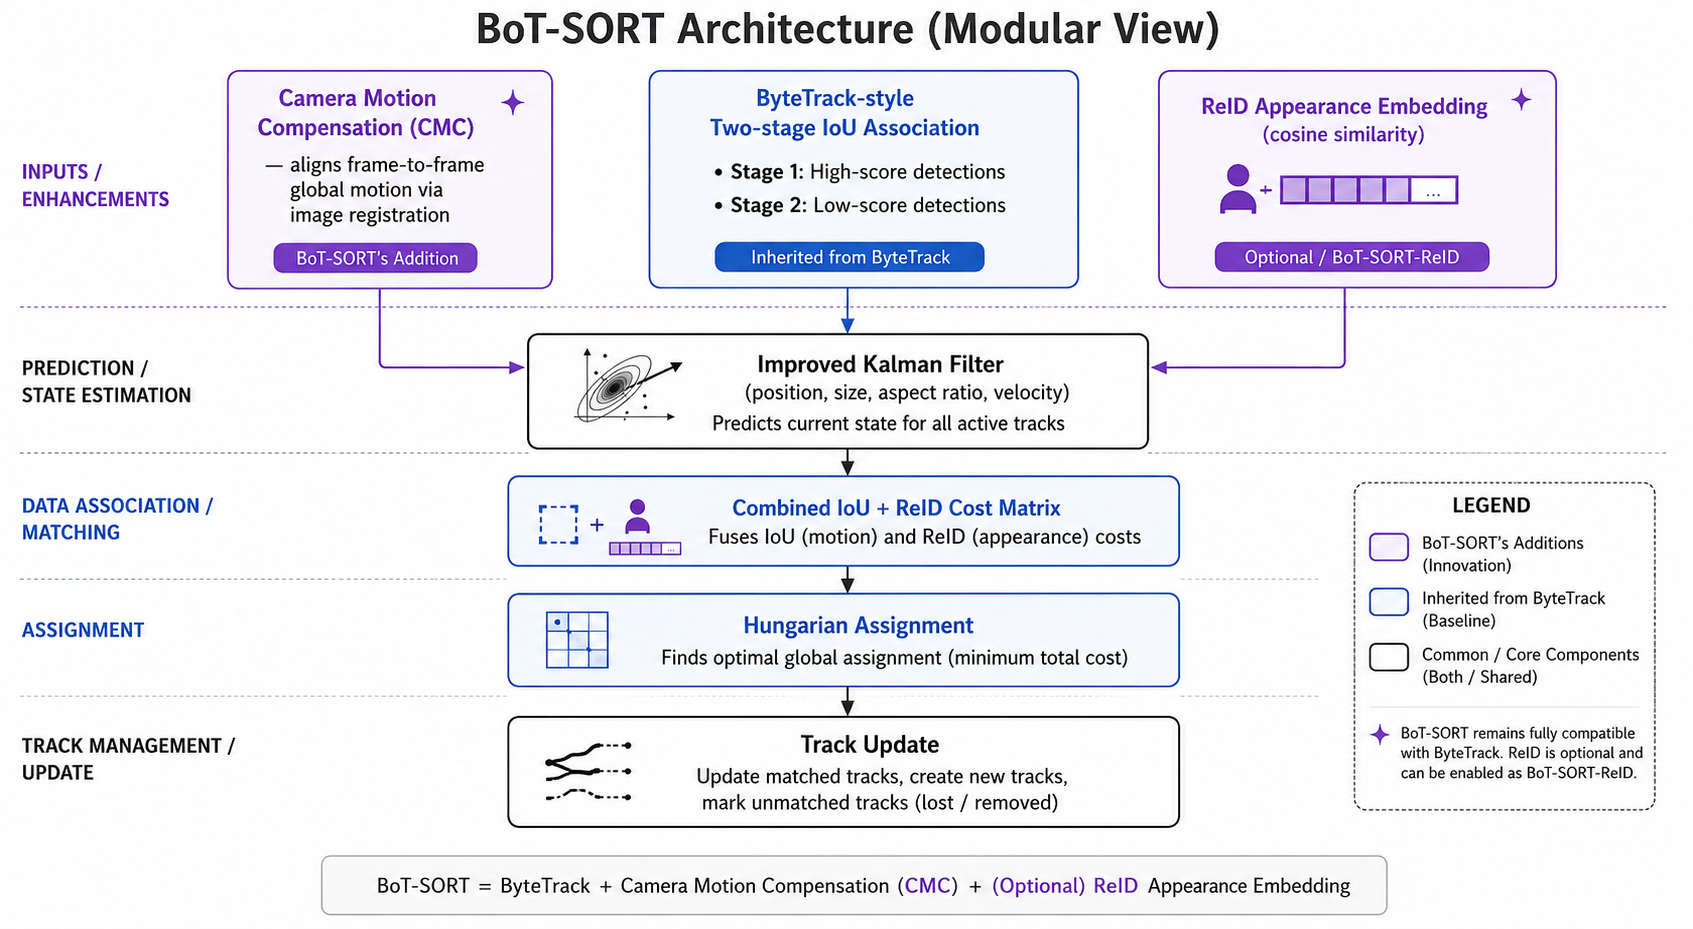 BoT-SORT Architecture (Modular View)
INPUTS /
ENHANCEMENTS
Camera Motion
Compensation (CMC)
— aligns frame-to-frame
global motion via
image registration
BoT-SORT's Addition
ByteTrack-style
Two-stage IoU Association
• Stage 1: High-score detections
• Stage 2: Low-score detections
Inherited from ByteTrack
ReID Appearance Embedding
(cosine similarity)
+ ...
Optional / BoT-SORT-ReID
PREDICTION /
STATE ESTIMATION
Improved Kalman Filter
(position, size, aspect ratio, velocity)
Predicts current state for all active tracks
DATA ASSOCIATION /
MATCHING
+ ...
Combined IoU + ReID Cost Matrix
Fuses IoU (motion) and ReID (appearance) costs
ASSIGNMENT
Hungarian Assignment
Finds optimal global assignment (minimum total cost)
TRACK MANAGEMENT /
UPDATE
Track Update
Update matched tracks, create new tracks,
mark unmatched tracks (lost / removed)
LEGEND
BoT-SORT's Additions
(Innovation)
Inherited from ByteTrack
(Baseline)
Common / Core Components
(Both / Shared)
BoT-SORT remains fully compatible
with ByteTrack. ReID is optional and
can be enabled as BoT-SORT-ReID.
BoT-SORT = ByteTrack + Camera Motion Compensation (CMC) + (Optional) ReID Appearance Embedding